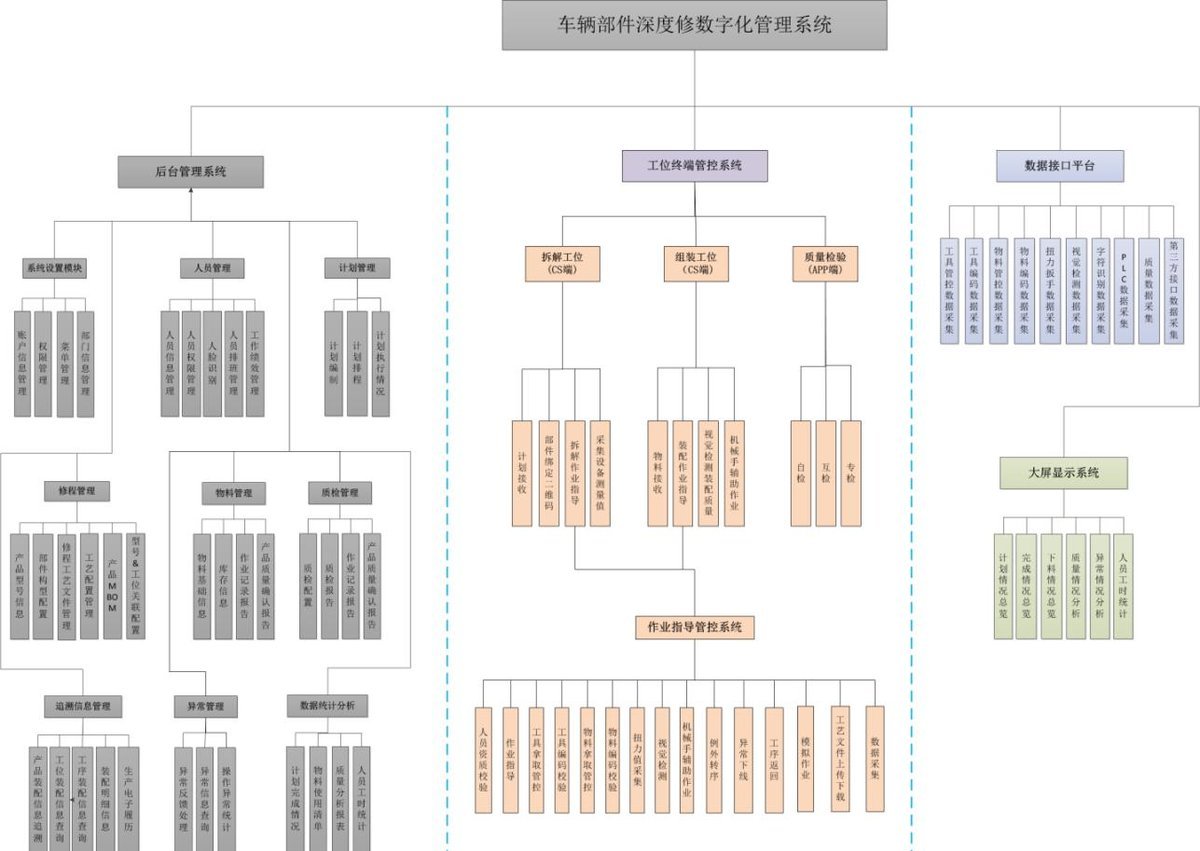 车辆部件深度修数字化管理系统
后台管理系统
系统设置模块
账户信息管理
权限管理
菜单管理
部门信息管理
人员管理
人员信息管理
人员权限管理
人脸识别
人员排班管理
工作绩效管理
计划管理
计划编制
计划排程
计划执行情况
修程管理
产品型号信息
部件构型配置
修程工艺文件管理
工艺配置管理
产品MBOM
型号&工位关联配置
物料管理
物料基础信息
库存信息
作业记录报告
产品质量确认报告
质检管理
质检配置
质检报告
作业记录报告
产品质量确认报告
追溯信息管理
产品装配信息追溯
工位装配信息查询
工序装配信息查询
装配明细信息
生产电子履历
异常管理
异常反馈处理
异常信息查询
操作异常统计
数据统计分析
计划完成情况
物料使用清单
质量分析报表
人员工时统计
工位终端管控系统
拆解工位
(CS端)
计划接收
部件绑定二维码
拆解作业指导
采集设备测量值
组装工位
(CS端)
物料接收
装配作业指导
视觉检测装配质量
机械手辅助作业
质量检验
(APP端)
自检
互检
专检
作业指导管控系统
人员资质校验
作业指导
工具拿取管控
工具编码校验
物料拿取管控
物料编码校验
扭力值采集
视觉检测
机械手辅助作业
例外转序
异常下线
工序返回
模拟作业
工艺文件上传下载
数据采集
数据接口平台
工具管控数据采集
工具编码数据采集
物料管控数据采集
物料编码数据采集
扭力扳手数据采集
视觉检测数据采集
字符识别数据采集
PLC数据采集
质量数据采集
第三方接口数据采集
大屏显示系统
计划情况总览
完成情况总览
下料情况总览
质量情况分析
异常情况分析
人员工时统计